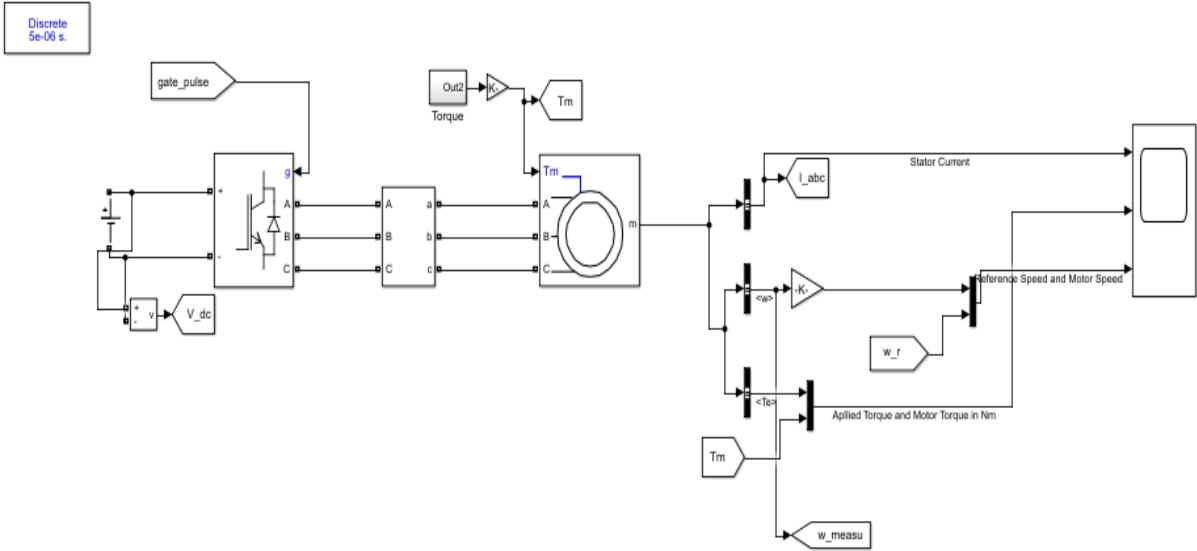 Discrete
5e-06 s.
gate_pulse
Out2
K-
Tm
Torque
g
Tm
+
A
A
a
A
m
I_abc
Stator Current
B
B
b
B
-
C
C
c
C
+
-
v
V_dc
+
<w>
-K-
Reference Speed and Motor Speed
w_r
<Te>
Apllied Torque and Motor Torque in Nm
Tm
w_measu